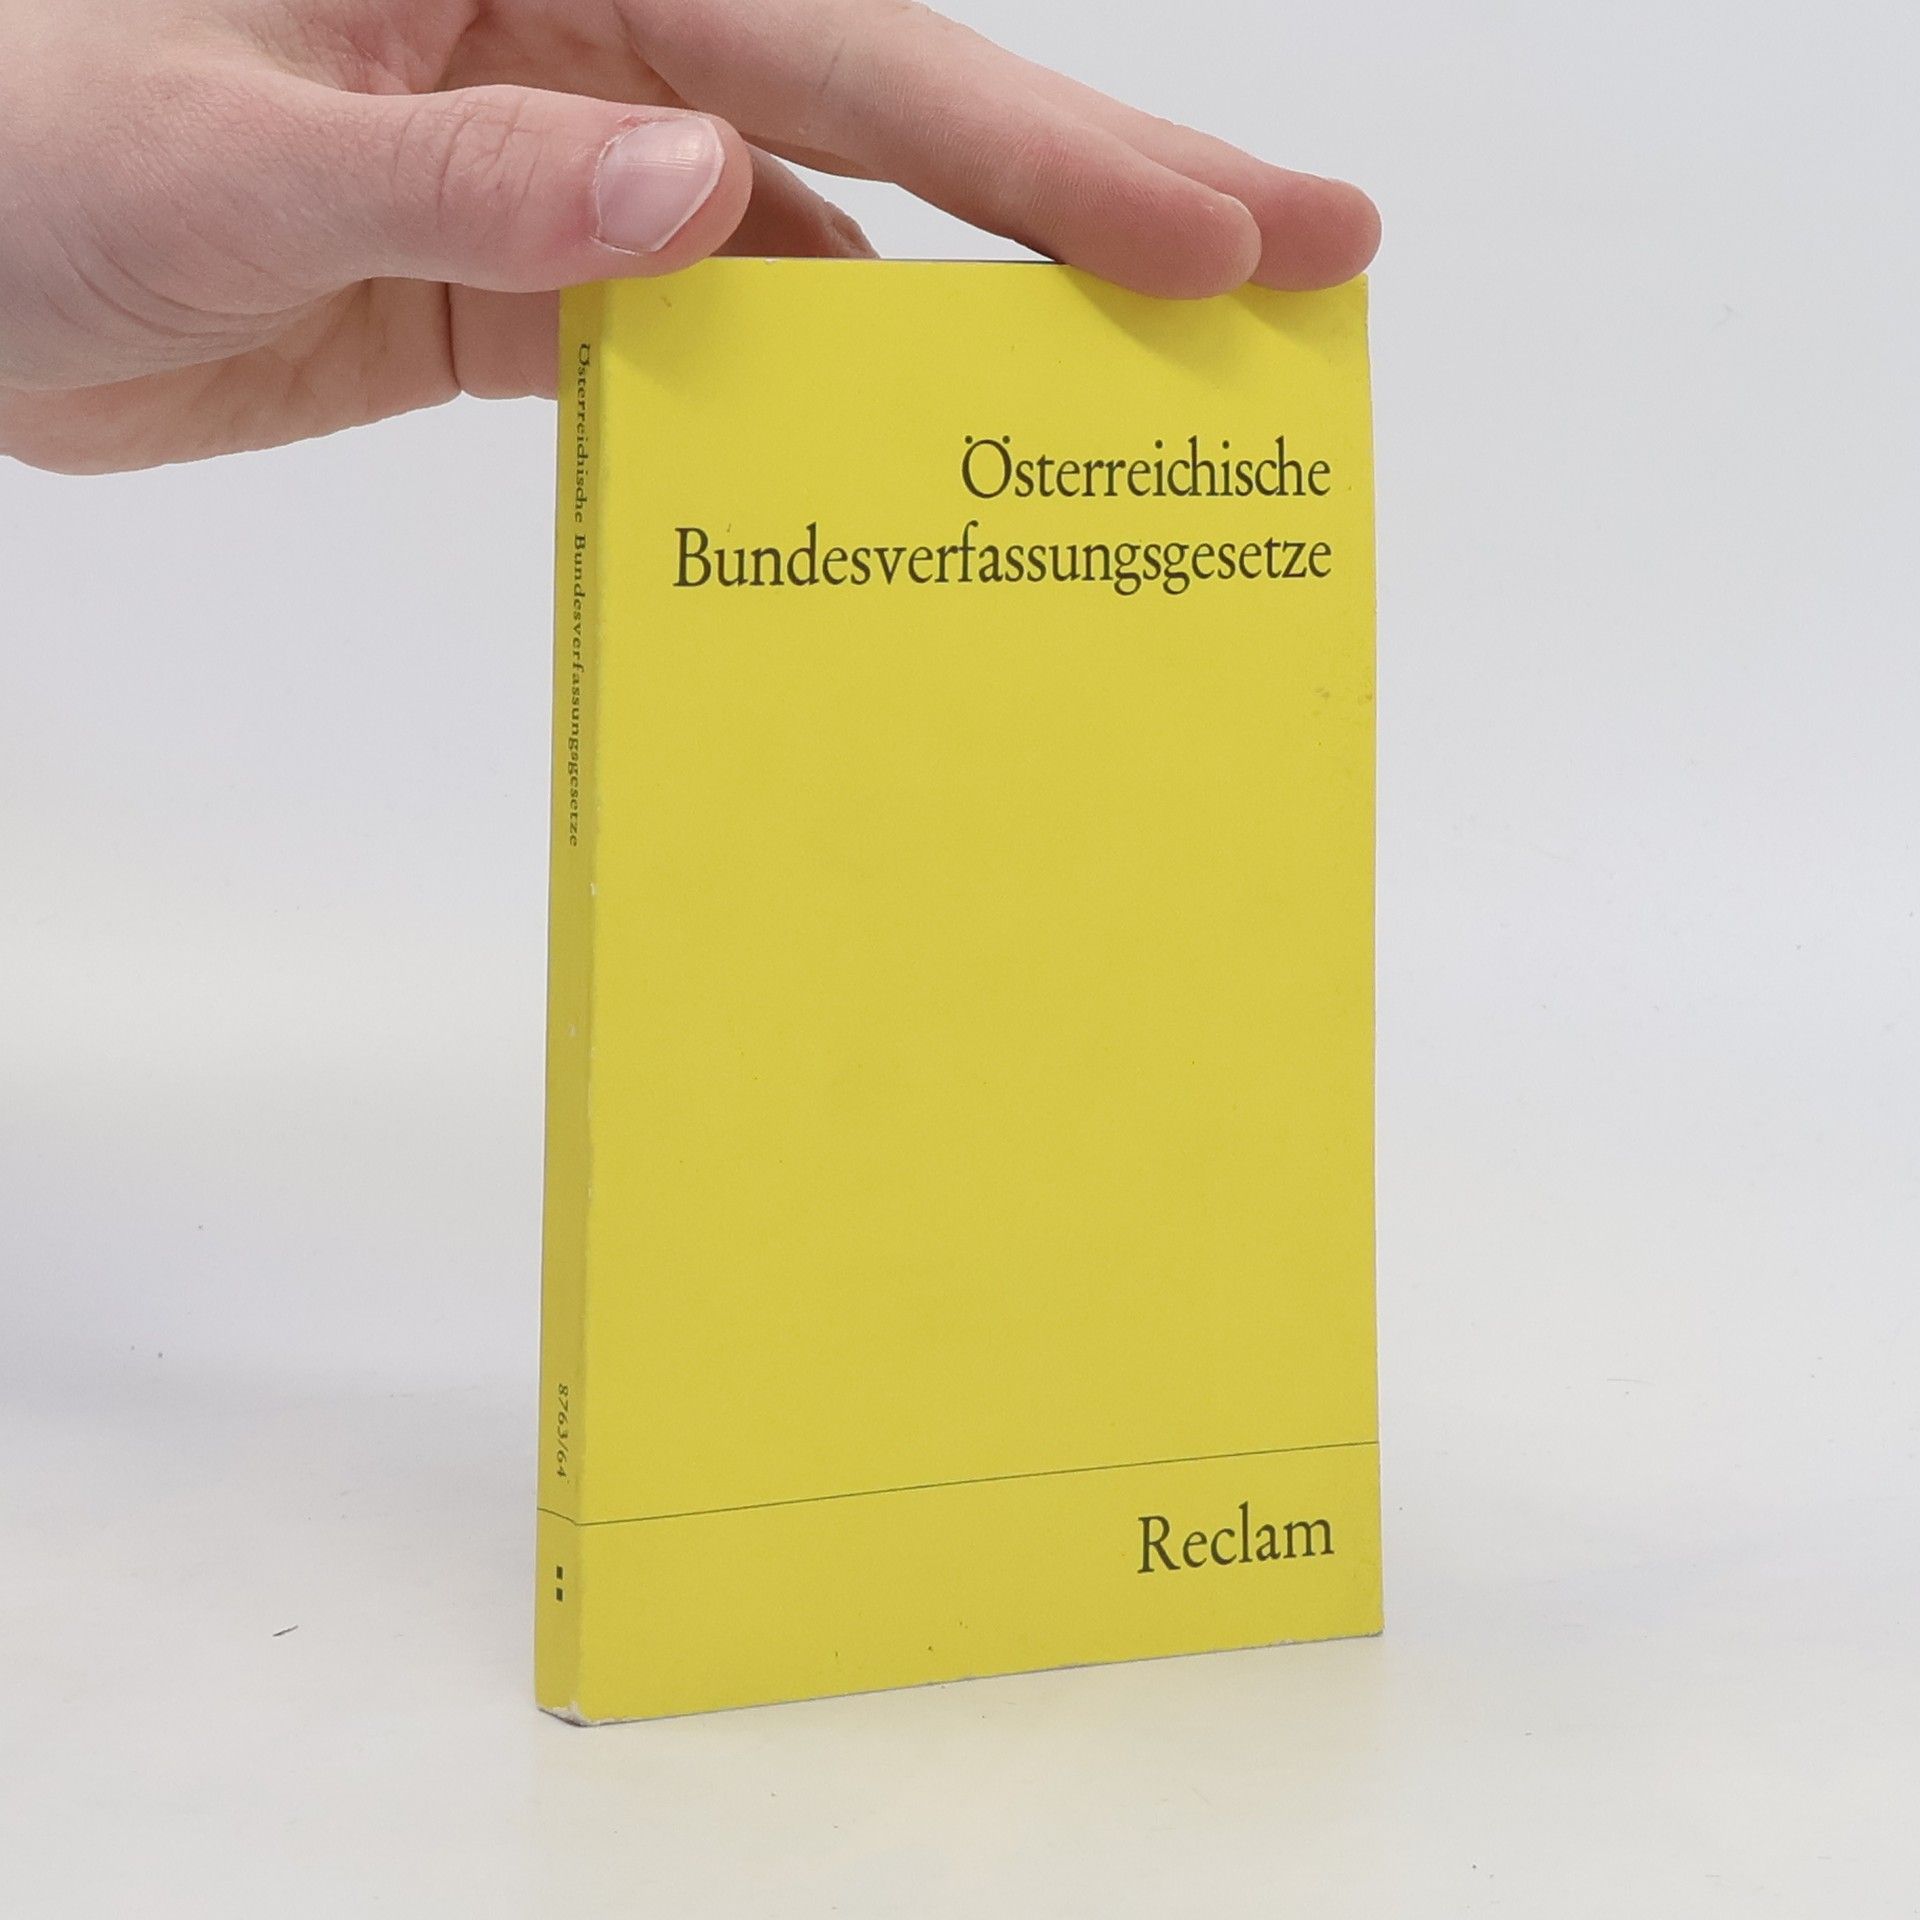 Österreichische
Bundesverfassungsgesetze
Reclam
Österreichische Bundesverfassungsgesetze
8763/64